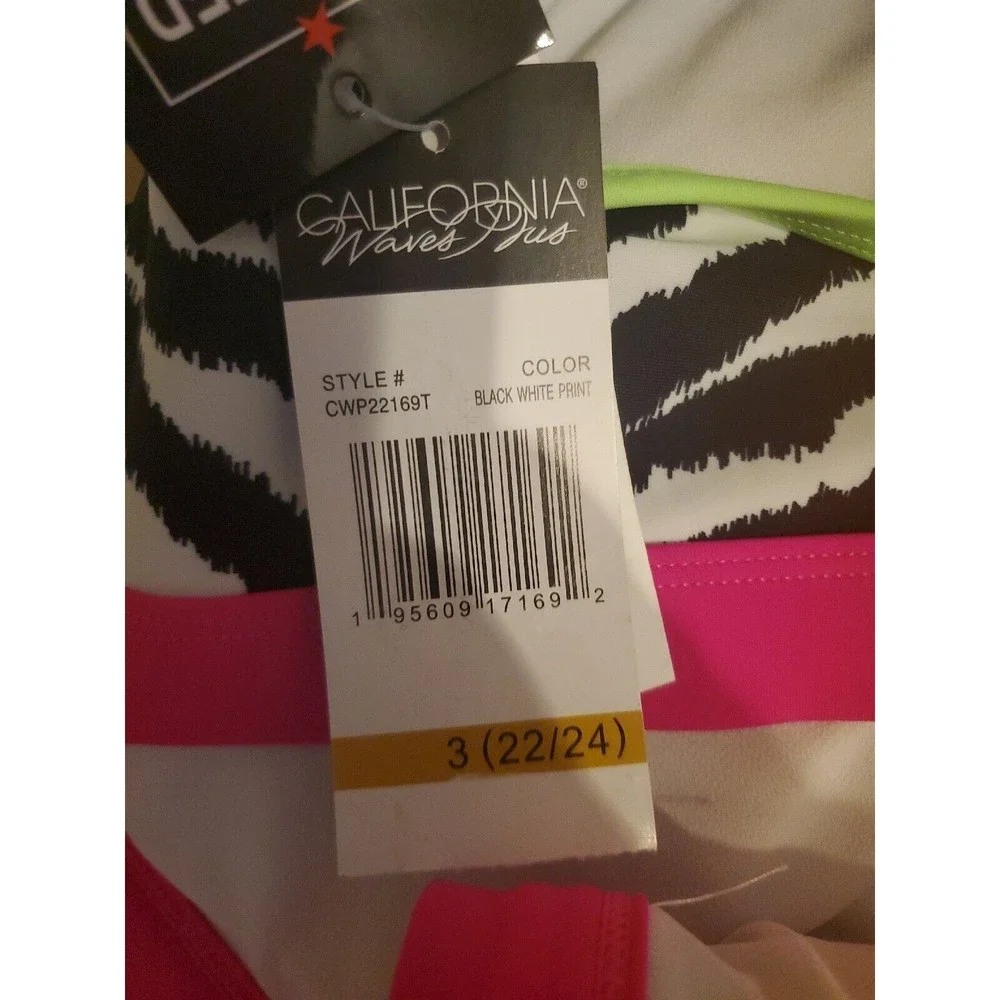 CALIFORNIA®
Waves Plus
STYLE #
CWP22169T
COLOR
BLACK WHITE PRINT
1 95609 17169 2
3 (22/24)